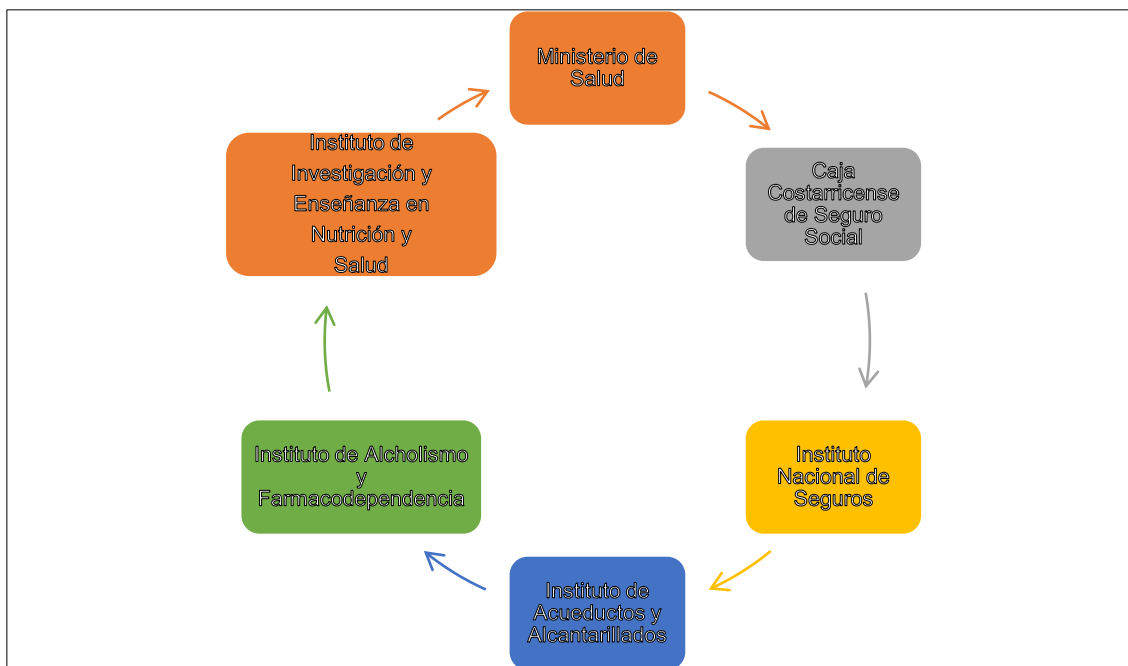 Ministerio de
Salud
Caja
Costarricense
de Seguro
Social
Instituto
Nacional de
Seguros
Instituto de
Acueductos y
Alcantarillados
Instituto de Alcholismo
y
Farmacodependencia
Instituto de
Investigación y
Enseñanza en
Nutrición y
Salud